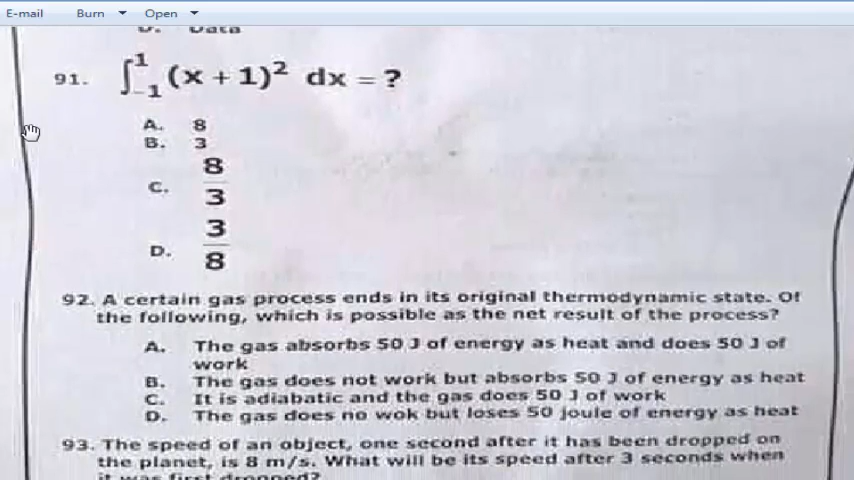 E-mail Burn Open
D. Data
91. ∫₋₁¹ (x + 1)² dx = ?
A. 8
B. 3
C. 8/3
D. 3/8
92. A certain gas process ends in its original thermodynamic state. Of
the following, which is possible as the net result of the process?
A. The gas absorbs 50 J of energy as heat and does 50 J of
work
B. The gas does not work but absorbs 50 J of energy as heat
C. It is adiabatic and the gas does 50 J of work
D. The gas does no wok but loses 50 joule of energy as heat
93. The speed of an object, one second after it has been dropped on
the planet, is 8 m/s. What will be its speed after 3 seconds when
it was first dropped?